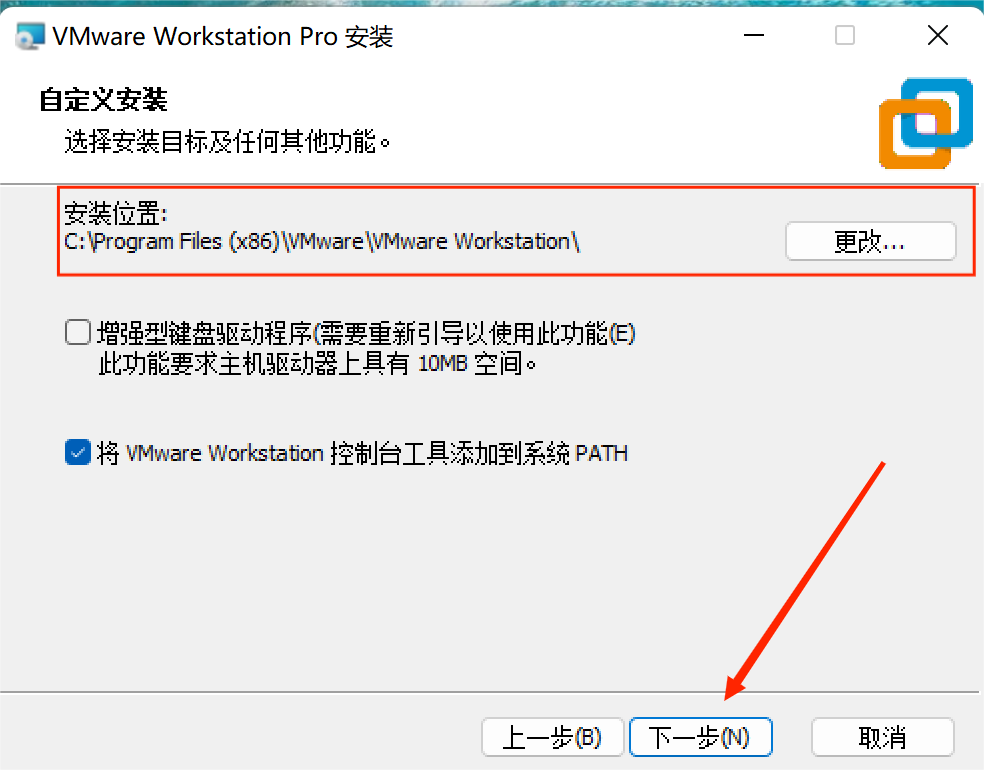 VMware Workstation Pro 安装
自定义安装
选择安装目标及任何其他功能。
安装位置:
C:\Program Files (x86)\VMware\VMware Workstation\
更改...
增强型键盘驱动程序(需要重新引导以使用此功能(E)
此功能要求主机驱动器上具有 10MB 空间。
将 VMware Workstation 控制台工具添加到系统 PATH
上一步(B) 下一步(N) 取消